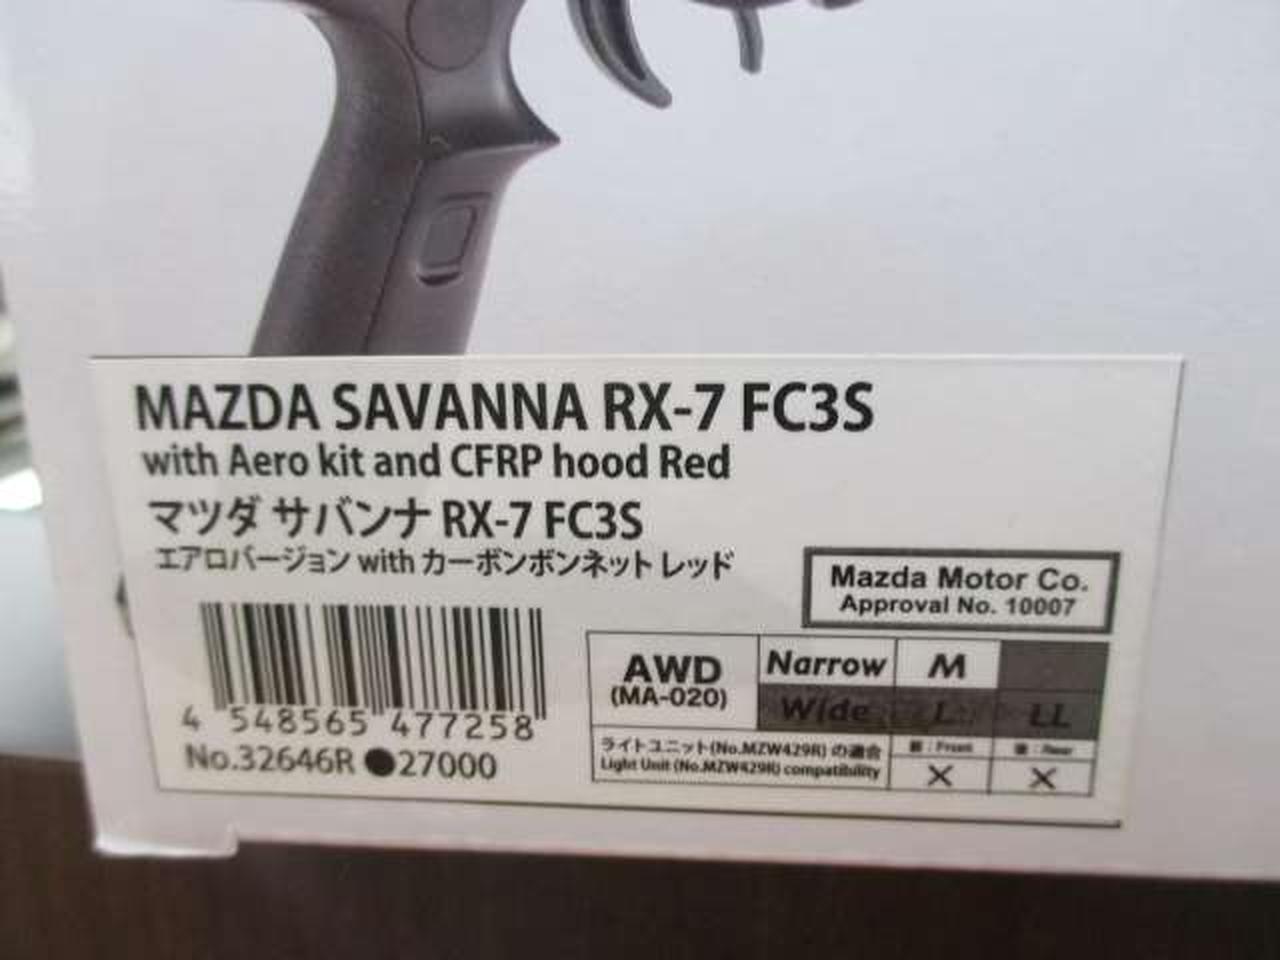 MAZDA SAVANNA RX-7 FC3S
with Aero kit and CFRP hood Red
マツダ サバンナ RX-7 FC3S
エアロバージョン with カーボンボンネット レッド
Mazda Motor Co.
Approval No. 10007
4 548565 477258
No.32646R ●27000
AWD
(MA-020)
Narrow M
Wide L LL
ライトユニット(No.MZW429R) の適合
Light Unit (No.MZW429R) compatibility
前 : Front 後 : Rear
× ×